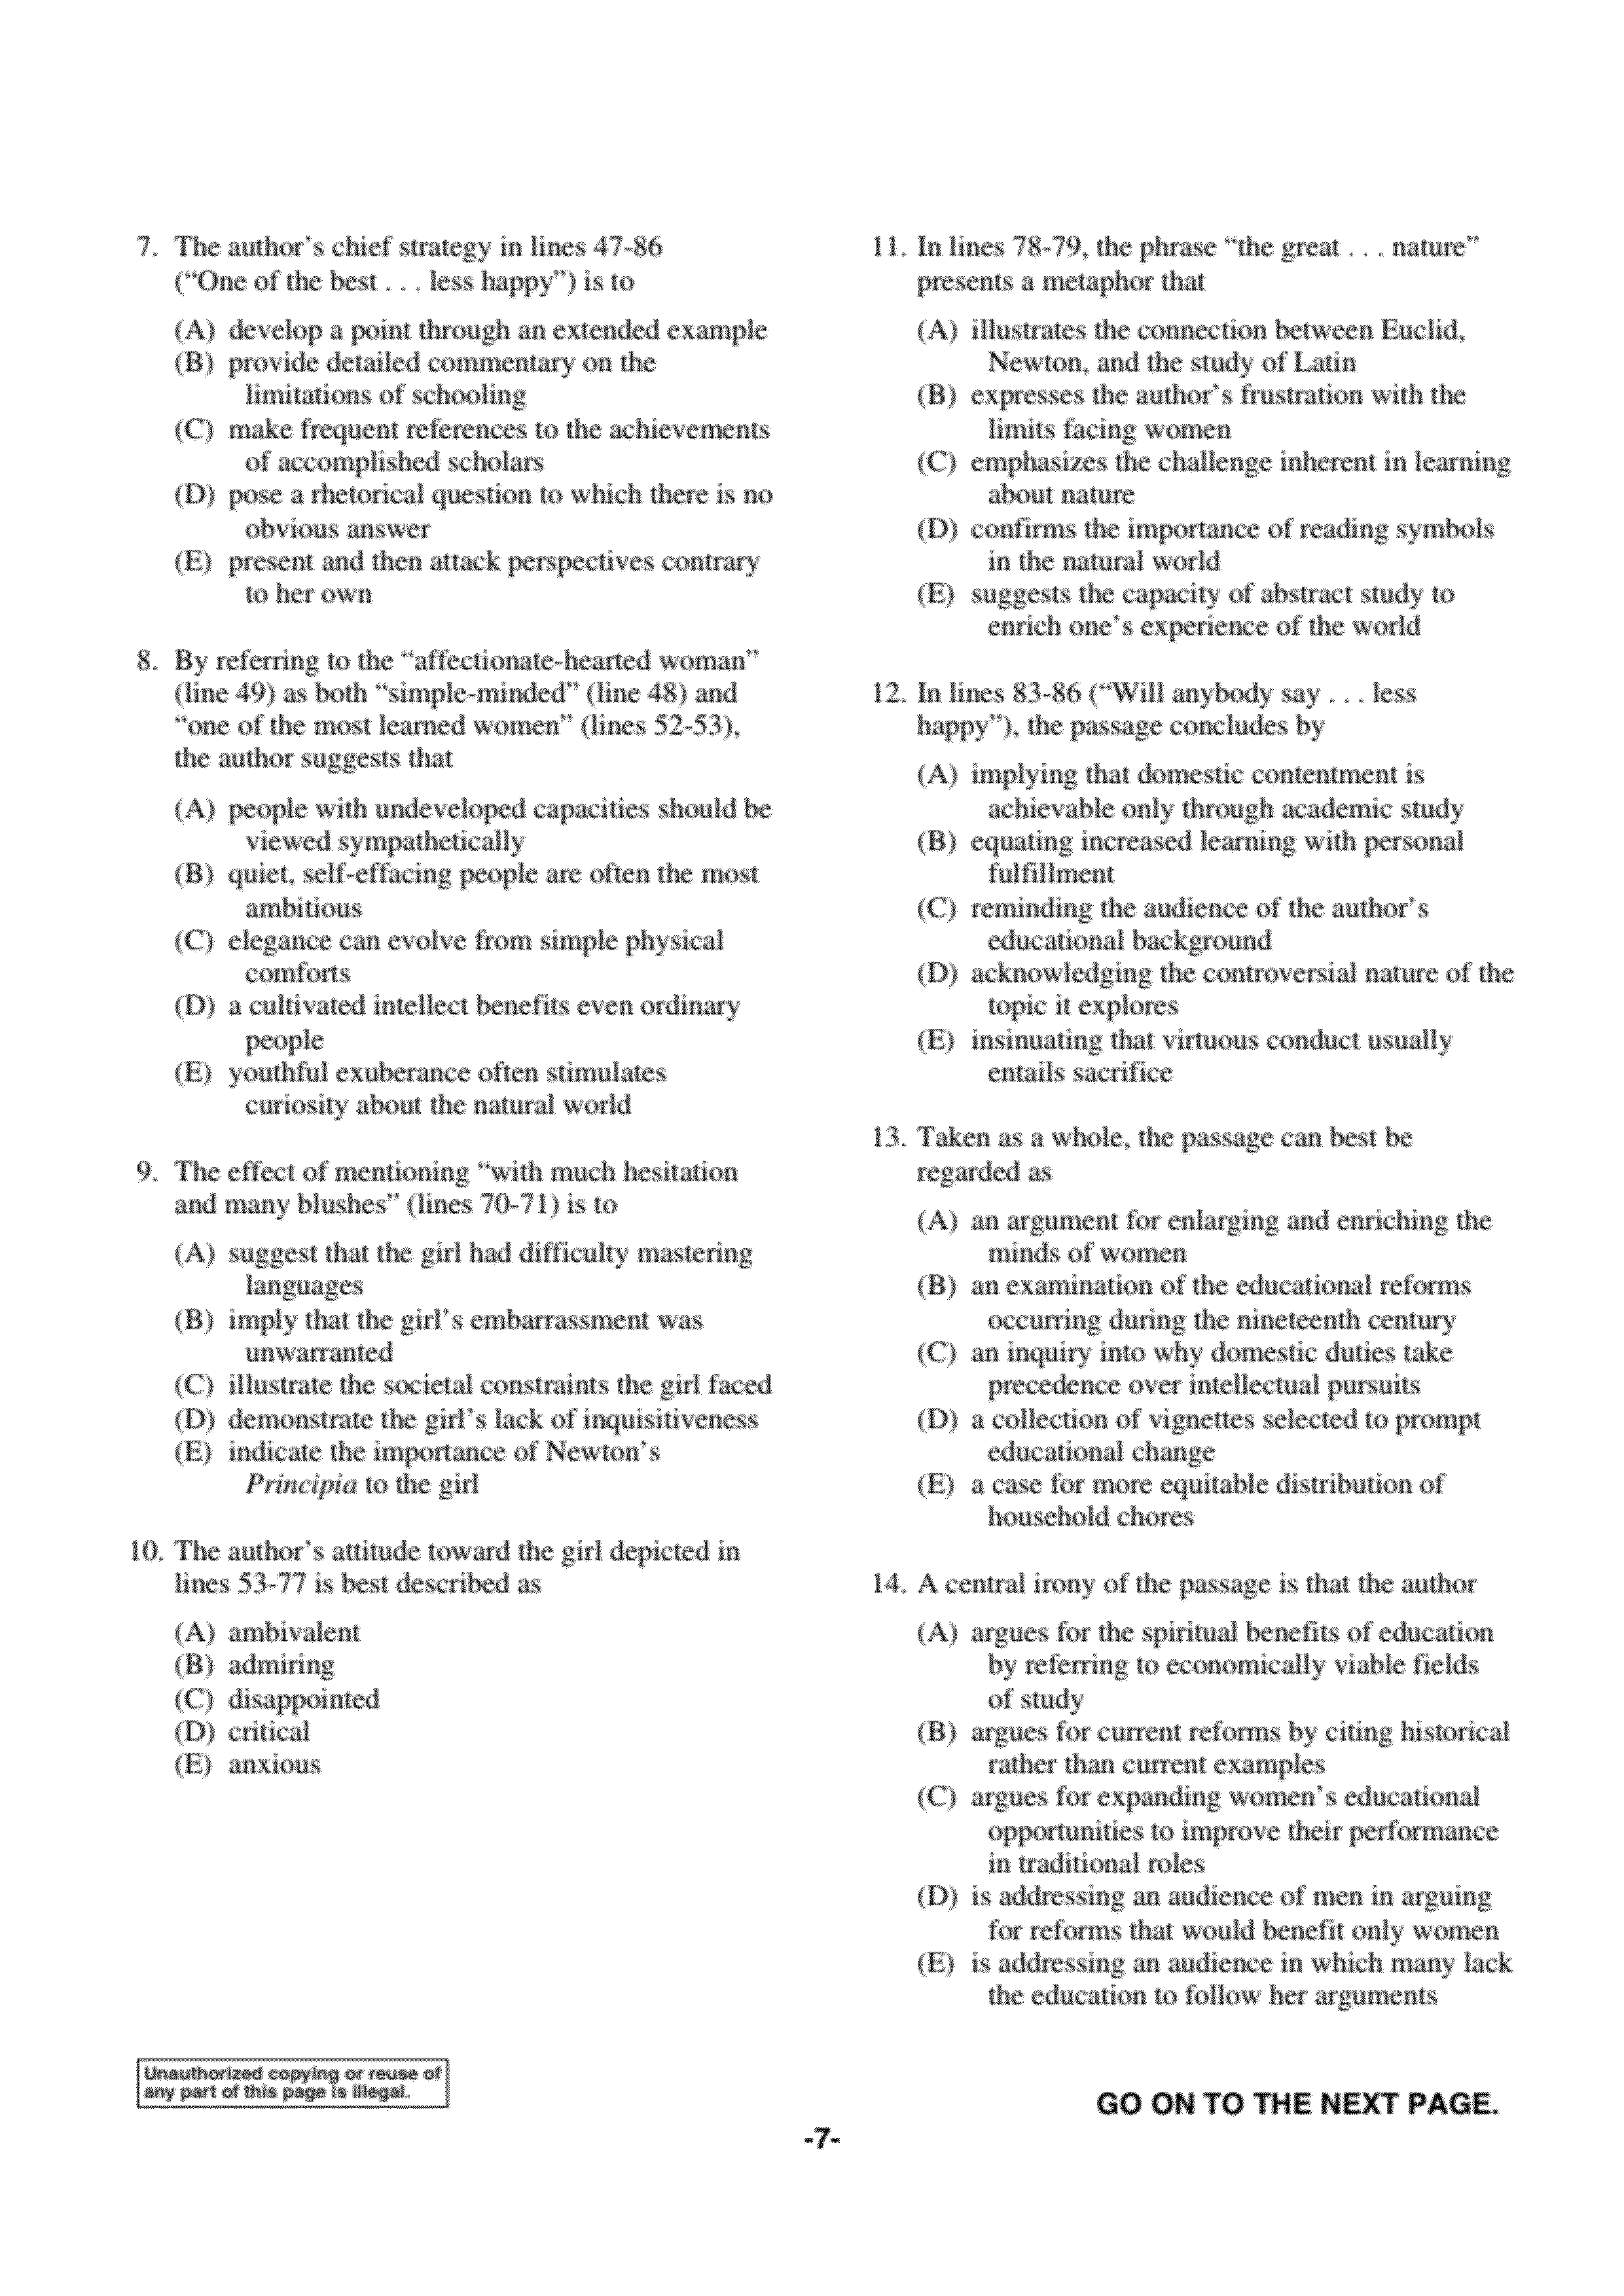 7. The author's chief strategy in lines 47-86
("One of the best . . . less happy") is to
(A) develop a point through an extended example
(B) provide detailed commentary on the
limitations of schooling
(C) make frequent references to the achievements
of accomplished scholars
(D) pose a rhetorical question to which there is no
obvious answer
(E) present and then attack perspectives contrary
to her own
8. By referring to the "affectionate-hearted woman"
(line 49) as both "simple-minded" (line 48) and
"one of the most learned women" (lines 52-53),
the author suggests that
(A) people with undeveloped capacities should be
viewed sympathetically
(B) quiet, self-effacing people are often the most
ambitious
(C) elegance can evolve from simple physical
comforts
(D) a cultivated intellect benefits even ordinary
people
(E) youthful exuberance often stimulates
curiosity about the natural world
9. The effect of mentioning "with much hesitation
and many blushes" (lines 70-71) is to
(A) suggest that the girl had difficulty mastering
languages
(B) imply that the girl's embarrassment was
unwarranted
(C) illustrate the societal constraints the girl faced
(D) demonstrate the girl's lack of inquisitiveness
(E) indicate the importance of Newton's
Principia to the girl
10. The author's attitude toward the girl depicted in
lines 53-77 is best described as
(A) ambivalent
(B) admiring
(C) disappointed
(D) critical
(E) anxious
11. In lines 78-79, the phrase "the great . . . nature"
presents a metaphor that
(A) illustrates the connection between Euclid,
Newton, and the study of Latin
(B) expresses the author's frustration with the
limits facing women
(C) emphasizes the challenge inherent in learning
about nature
(D) confirms the importance of reading symbols
in the natural world
(E) suggests the capacity of abstract study to
enrich one's experience of the world
12. In lines 83-86 ("Will anybody say . . . less
happy"), the passage concludes by
(A) implying that domestic contentment is
achievable only through academic study
(B) equating increased learning with personal
fulfillment
(C) reminding the audience of the author's
educational background
(D) acknowledging the controversial nature of the
topic it explores
(E) insinuating that virtuous conduct usually
entails sacrifice
13. Taken as a whole, the passage can best be
regarded as
(A) an argument for enlarging and enriching the
minds of women
(B) an examination of the educational reforms
occurring during the nineteenth century
(C) an inquiry into why domestic duties take
precedence over intellectual pursuits
(D) a collection of vignettes selected to prompt
educational change
(E) a case for more equitable distribution of
household chores
14. A central irony of the passage is that the author
(A) argues for the spiritual benefits of education
by referring to economically viable fields
of study
(B) argues for current reforms by citing historical
rather than current examples
(C) argues for expanding women's educational
opportunities to improve their performance
in traditional roles
(D) is addressing an audience of men in arguing
for reforms that would benefit only women
(E) is addressing an audience in which many lack
the education to follow her arguments
Unauthorized copying or reuse of
any part of this page is illegal.
GO ON TO THE NEXT PAGE.
-7-